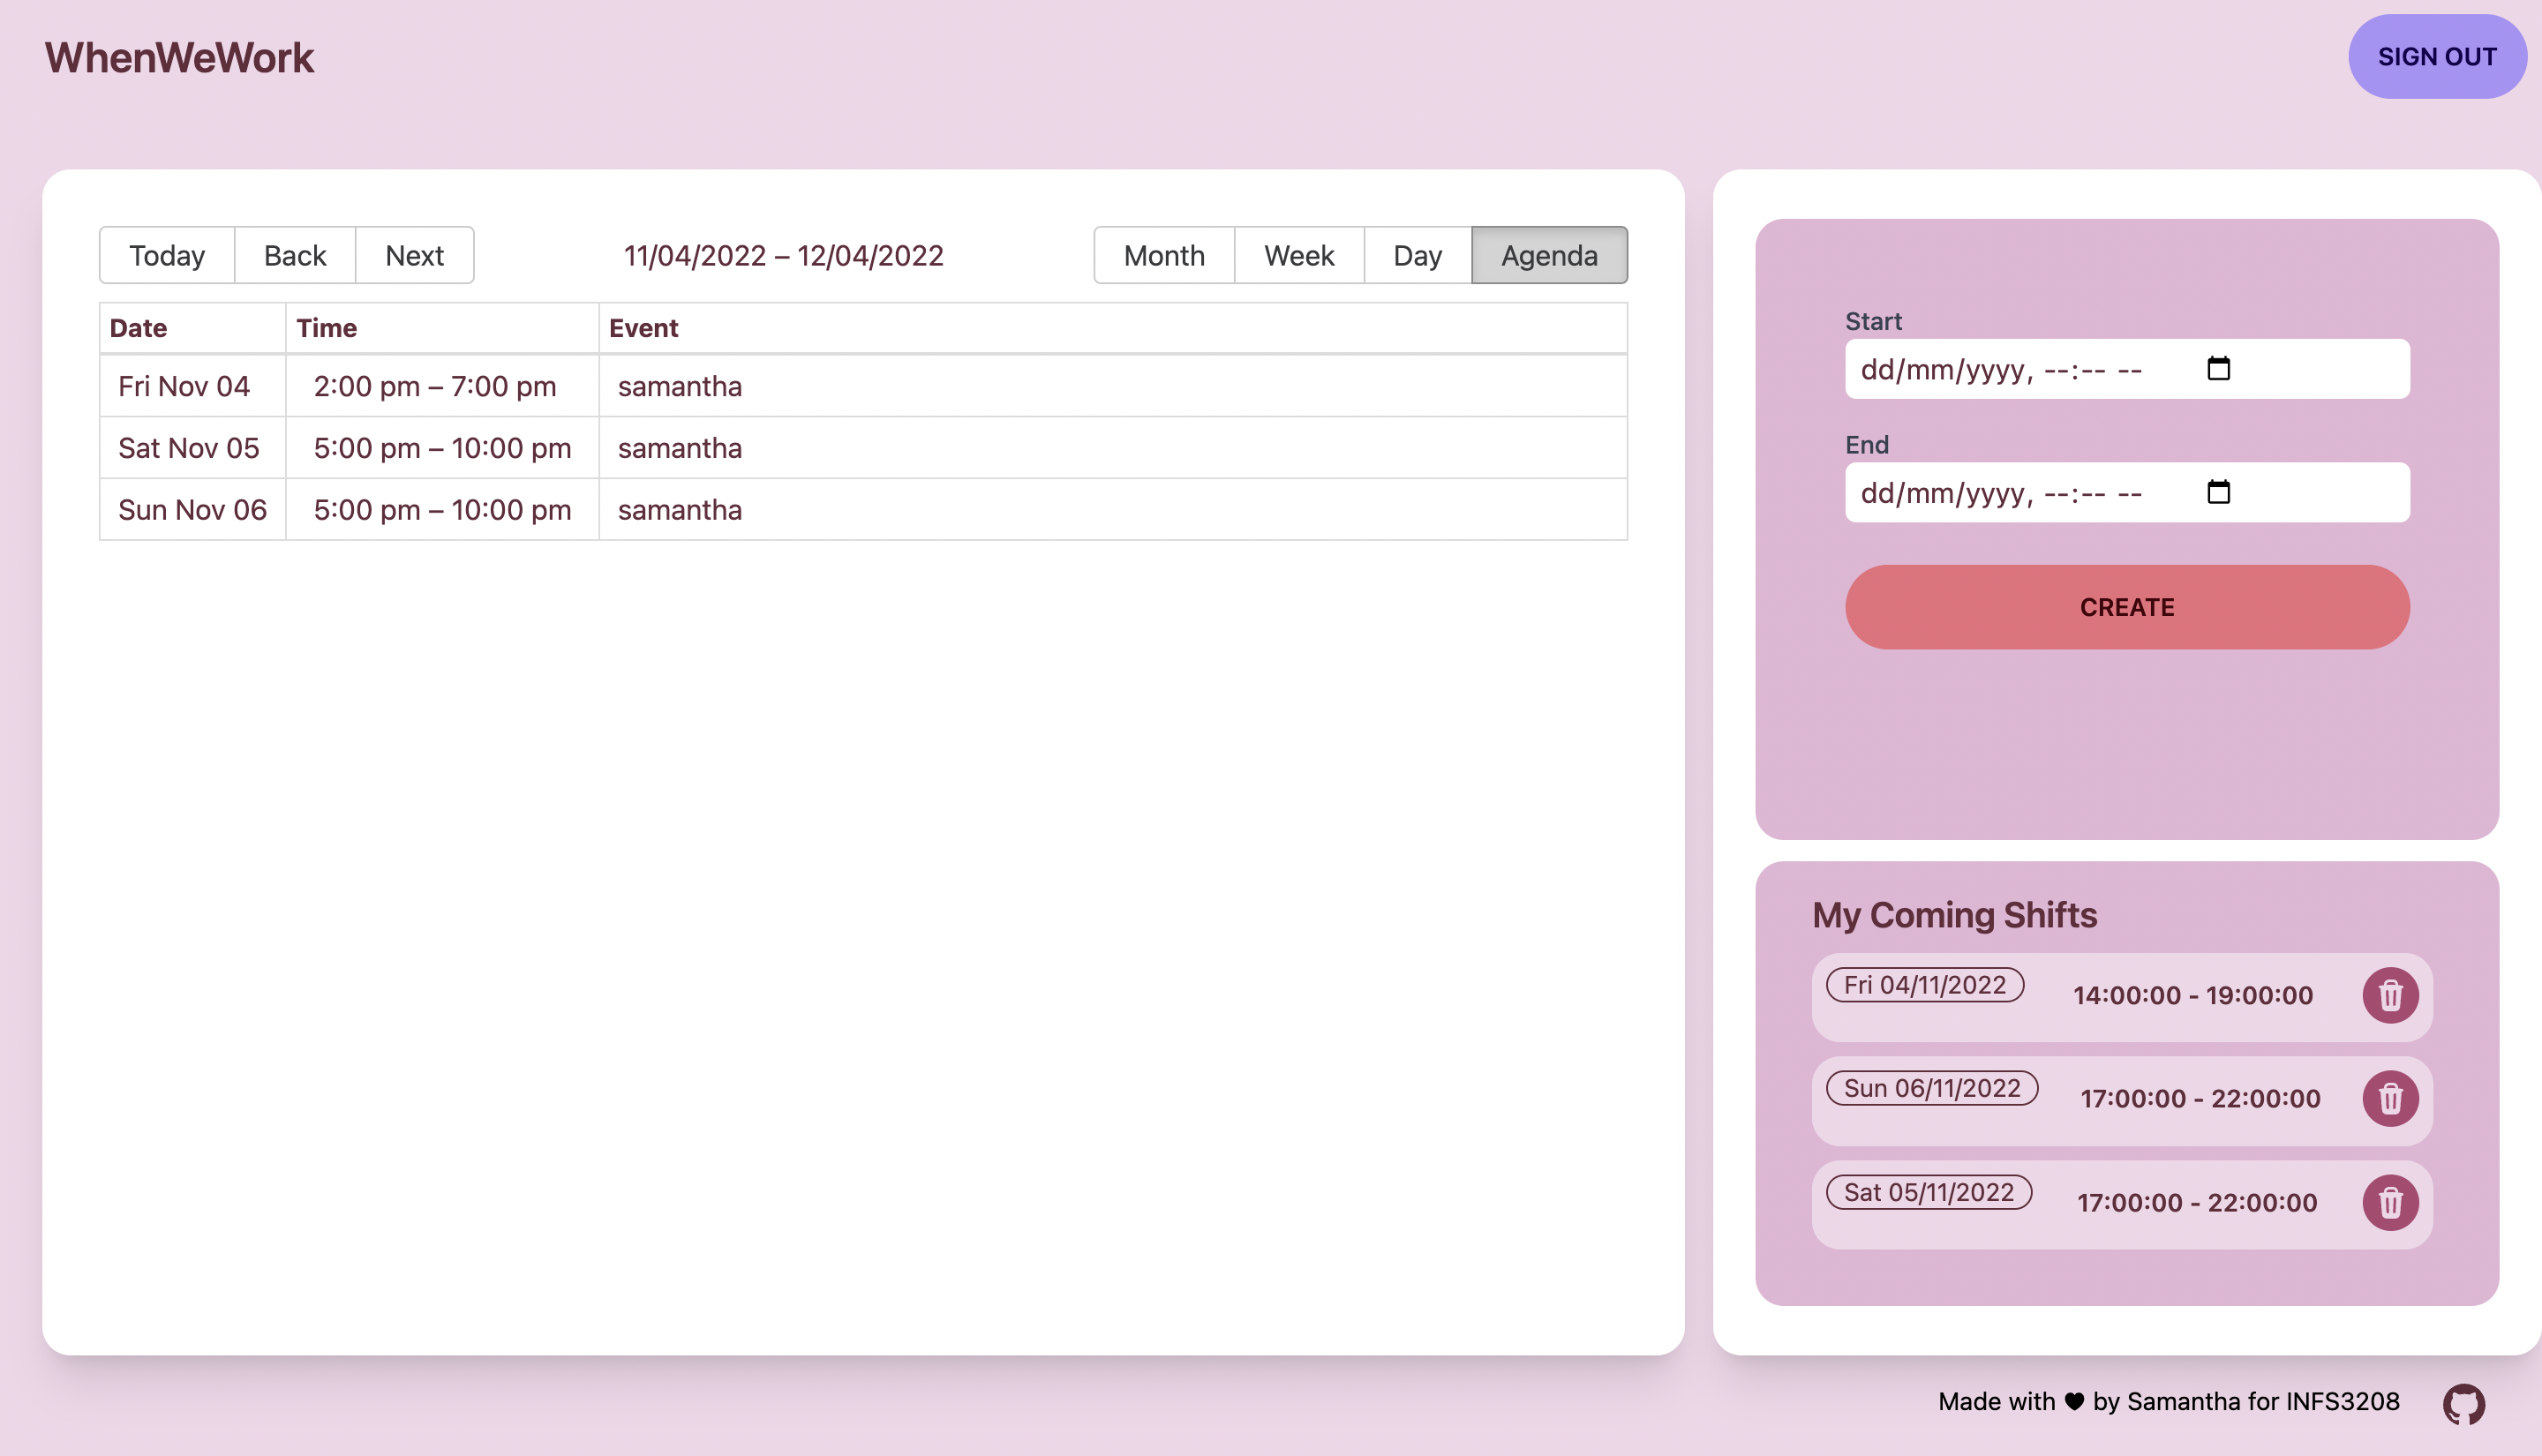 WhenWeWork
SIGN OUT
Today Back Next
11/04/2022 – 12/04/2022
Month Week Day Agenda
Date Time Event
Fri Nov 04 2:00 pm – 7:00 pm samantha
Sat Nov 05 5:00 pm – 10:00 pm samantha
Sun Nov 06 5:00 pm – 10:00 pm samantha
Start
dd/mm/yyyy, --:-- --
End
dd/mm/yyyy, --:-- --
CREATE
My Coming Shifts
Fri 04/11/2022 14:00:00 - 19:00:00
Sun 06/11/2022 17:00:00 - 22:00:00
Sat 05/11/2022 17:00:00 - 22:00:00
Made with ♥ by Samantha for INFS3208